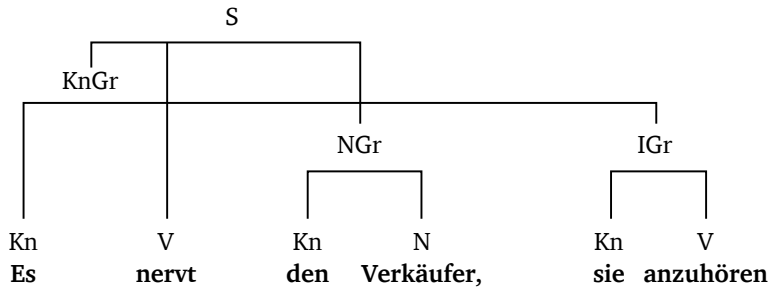 S
KnGr
NGr IGr
Kn V Kn N Kn V
Es nervt den Verkäufer, sie anzuhören